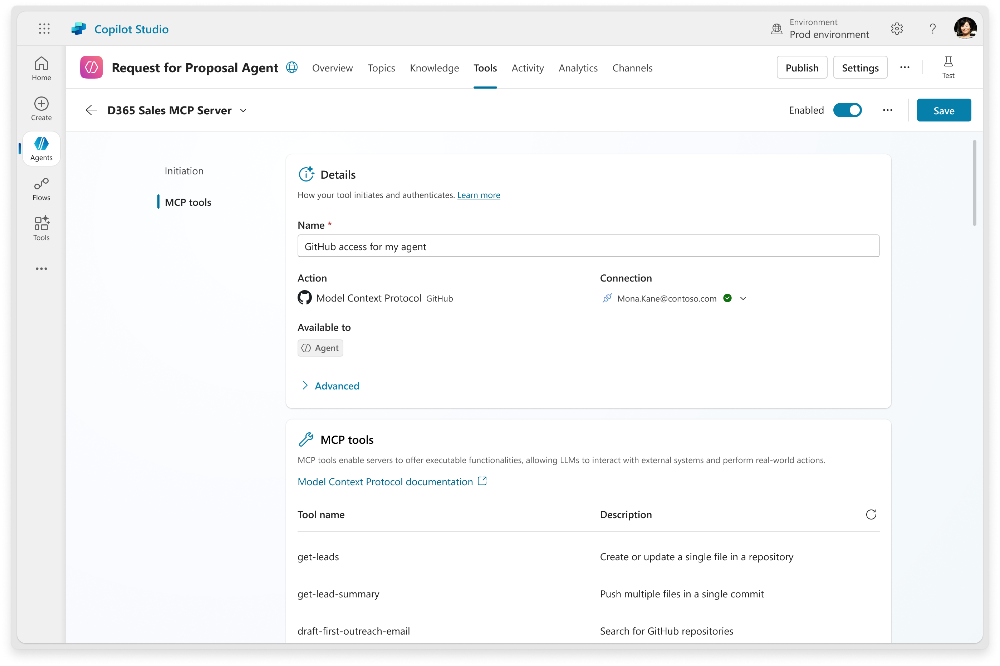 Copilot Studio
Environment
Prod environment
Home
Create
Agents
Flows
Tools
Request for Proposal Agent
Overview
Topics
Knowledge
Tools
Activity
Analytics
Channels
Publish
Settings
Test
D365 Sales MCP Server
Enabled
Save
Initiation
MCP tools
Details
How your tool initiates and authenticates. Learn more
Name *
GitHub access for my agent
Action
Model Context Protocol GitHub
Connection
Mona.Kane@contoso.com
Available to
Agent
Advanced
MCP tools
MCP tools enable servers to offer executable functionalities, allowing LLMs to interact with external systems and perform real-world actions.
Model Context Protocol documentation
Tool name Description
get-leads Create or update a single file in a repository
get-lead-summary Push multiple files in a single commit
draft-first-outreach-email Search for GitHub repositories